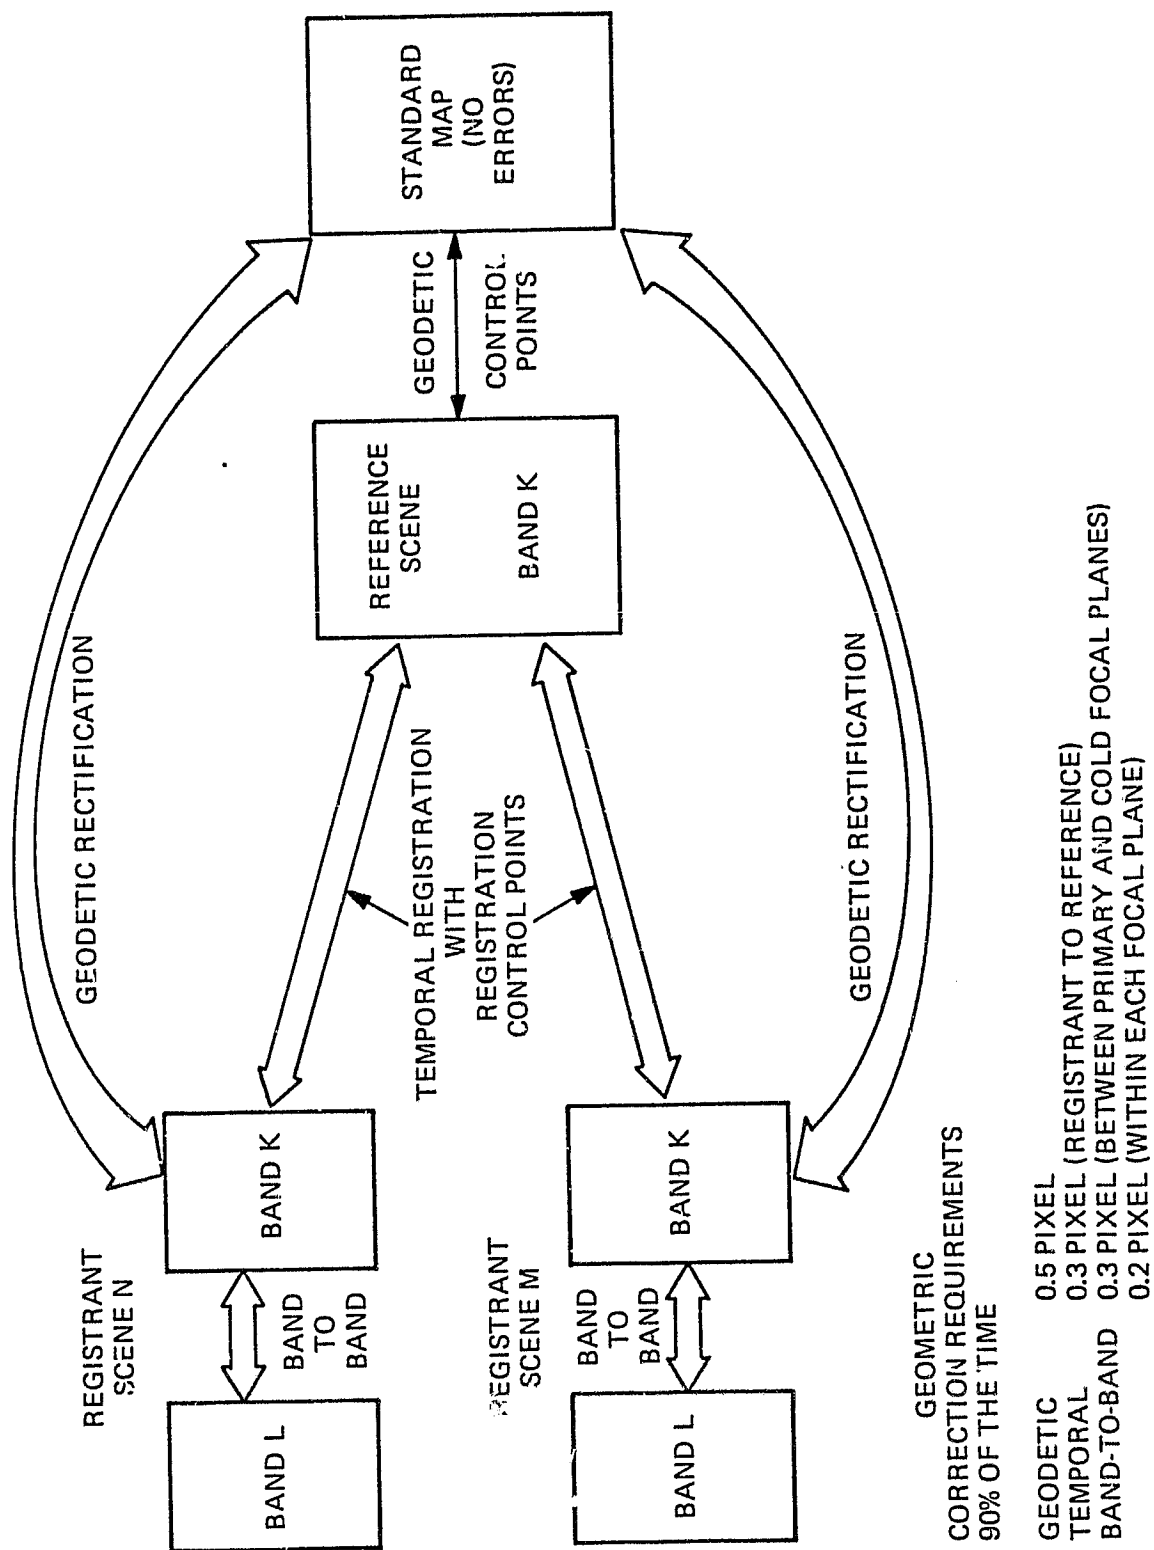 REGISTRANT
SCENE N
BAND L
BAND
TO
BAND
BAND K
GEODETIC RECTIFICATION
REGISTRANT
SCENE M
BAND L
BAND
TO
BAND
BAND K
TEMPORAL REGISTRATION
WITH
REGISTRATION
CONTROL POINTS
REFERENCE
SCENE
BAND K
GEODETIC
CONTROL
POINTS
STANDARD
MAP
(NO
ERRORS)
GEODETIC RECTIFICATION
GEOMETRIC
CORRECTION REQUIREMENTS
90% OF THE TIME
GEODETIC 0.5 PIXEL
TEMPORAL 0.3 PIXEL (REGISTRANT TO REFERENCE)
BAND-TO-BAND 0.3 PIXEL (BETWEEN PRIMARY AND COLD FOCAL PLANES)
0.2 PIXEL (WITHIN EACH FOCAL PLANE)